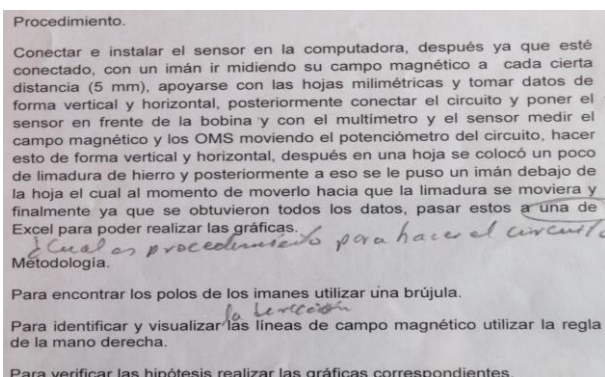 Procedimiento.
Conectar e instalar el sensor en la computadora, después ya que esté
conectado, con un imán ir midiendo su campo magnético a cada cierta
distancia (5 mm), apoyarse con las hojas milimétricas y tomar datos de
forma vertical y horizontal, posteriormente conectar el circuito y poner el
sensor en frente de la bobina y con el multímetro y el sensor medir el
campo magnético y los OMS moviendo el potenciómetro del circuito, hacer
esto de forma vertical y horizontal, después en una hoja se colocó un poco
de limadura de hierro y posteriormente a eso se le puso un imán debajo de
la hoja el cual al momento de moverlo hacia que la limadura se moviera y
finalmente ya que se obtuvieron todos los datos, pasar estos a una de
Excel para poder realizar las gráficas.
¿Cual es procedimiento para hacer el circuito
Metodología.
Para encontrar los polos de los imanes utilizar una brújula.
la
Para identificar y visualizar las líneas de campo magnético utilizar la regla
de la mano derecha.
Para verificar las hipótesis realizar las gráficas correspondientes.